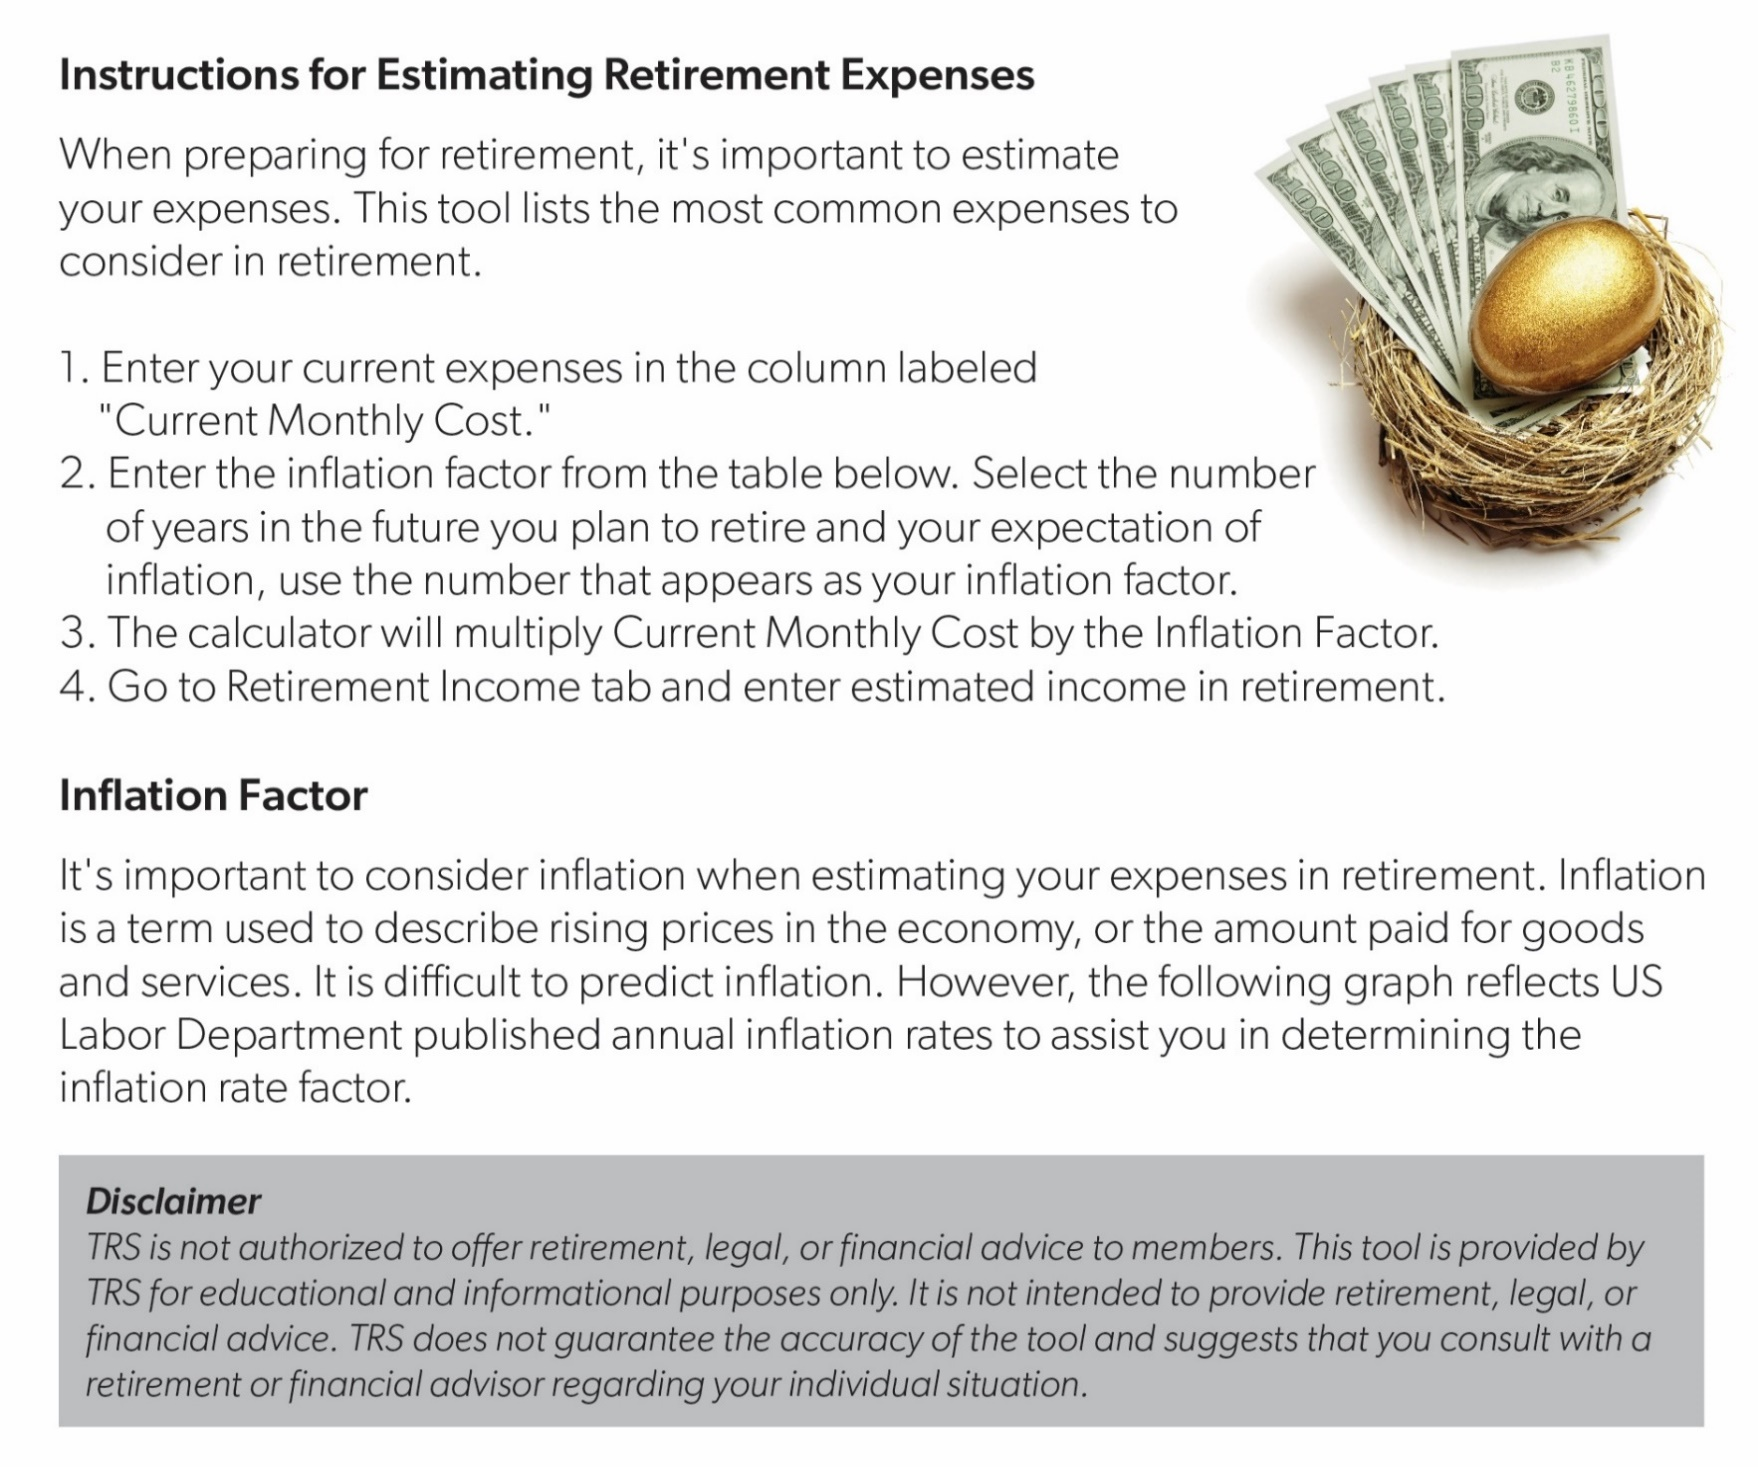 Instructions for Estimating Retirement Expenses
When preparing for retirement, it's important to estimate
your expenses. This tool lists the most common expenses to
consider in retirement.
1. Enter your current expenses in the column labeled
"Current Monthly Cost."
2. Enter the inflation factor from the table below. Select the number
of years in the future you plan to retire and your expectation of
inflation, use the number that appears as your inflation factor.
3. The calculator will multiply Current Monthly Cost by the Inflation Factor.
4. Go to Retirement Income tab and enter estimated income in retirement.
Inflation Factor
It's important to consider inflation when estimating your expenses in retirement. Inflation
is a term used to describe rising prices in the economy, or the amount paid for goods
and services. It is difficult to predict inflation. However, the following graph reflects US
Labor Department published annual inflation rates to assist you in determining the
inflation rate factor.
Disclaimer
TRS is not authorized to offer retirement, legal, or financial advice to members. This tool is provided by
TRS for educational and informational purposes only. It is not intended to provide retirement, legal, or
financial advice. TRS does not guarantee the accuracy of the tool and suggests that you consult with a
retirement or financial advisor regarding your individual situation.